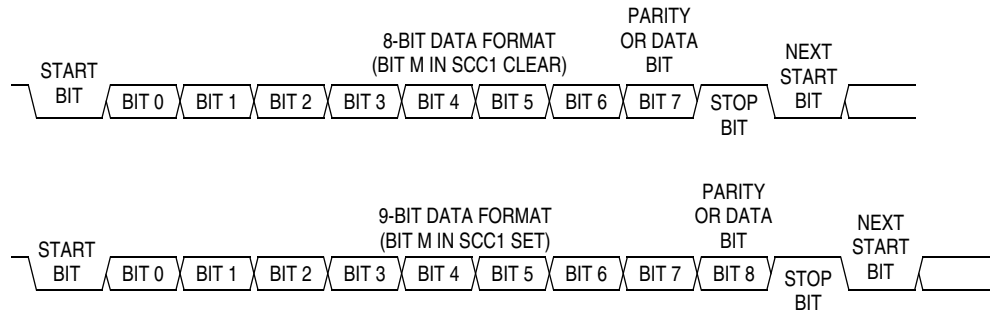 8-BIT DATA FORMAT
(BIT M IN SCC1 CLEAR)
PARITY
OR DATA
BIT
START
BIT
BIT 0 BIT 1 BIT 2 BIT 3 BIT 4 BIT 5 BIT 6 BIT 7
STOP
BIT
NEXT
START
BIT
9-BIT DATA FORMAT
(BIT M IN SCC1 SET)
PARITY
OR DATA
BIT
START
BIT
BIT 0 BIT 1 BIT 2 BIT 3 BIT 4 BIT 5 BIT 6 BIT 7 BIT 8
STOP
BIT
NEXT
START
BIT